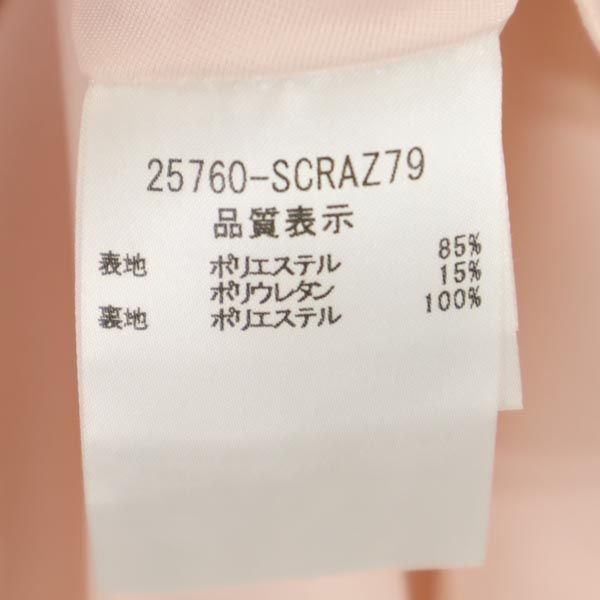 25760-SCRAZ79
品質表示
表地 ポリエステル 85%
ポリウレタン 15%
裏地 ポリエステル 100%